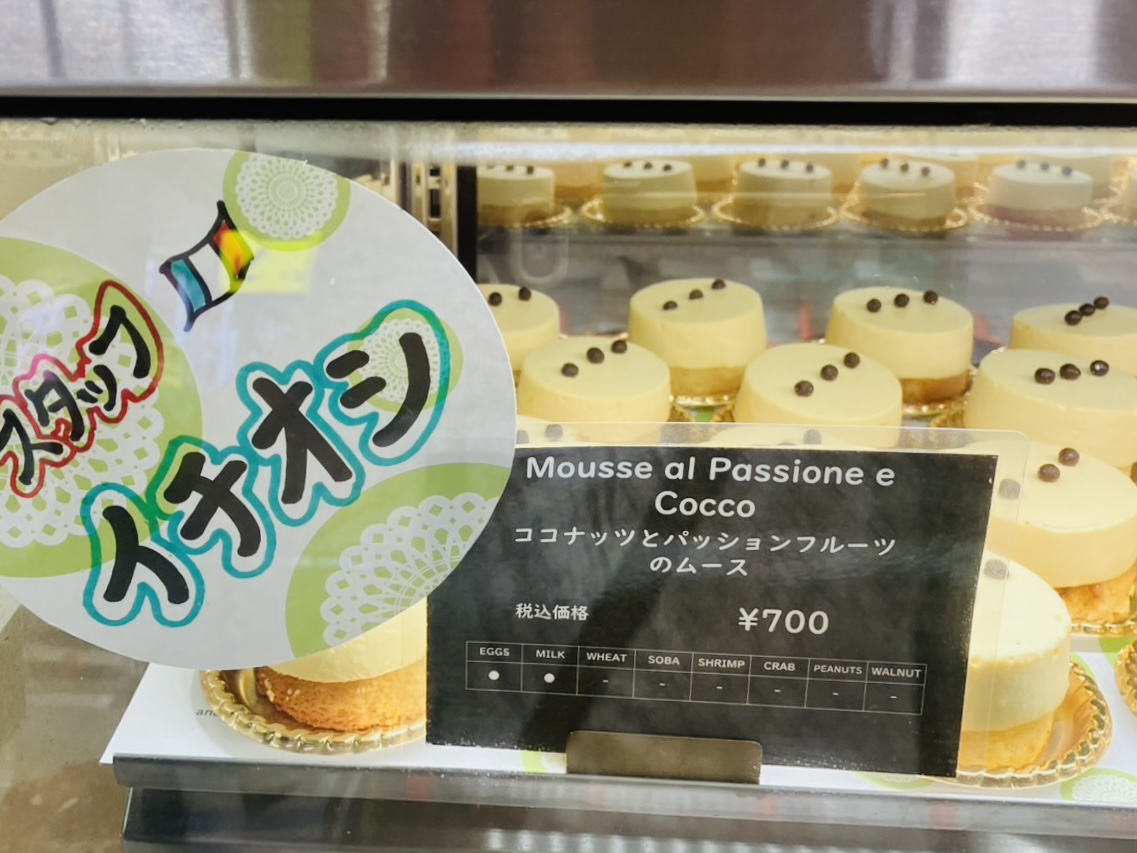 スタッフ
イチオシ
Mousse al Passione e
Cocco
ココナッツとパッションフルーツ
のムース
税込価格 ¥700
EGGS MILK WHEAT SOBA SHRIMP CRAB PEANUTS WALNUT
● ● - - - - - -